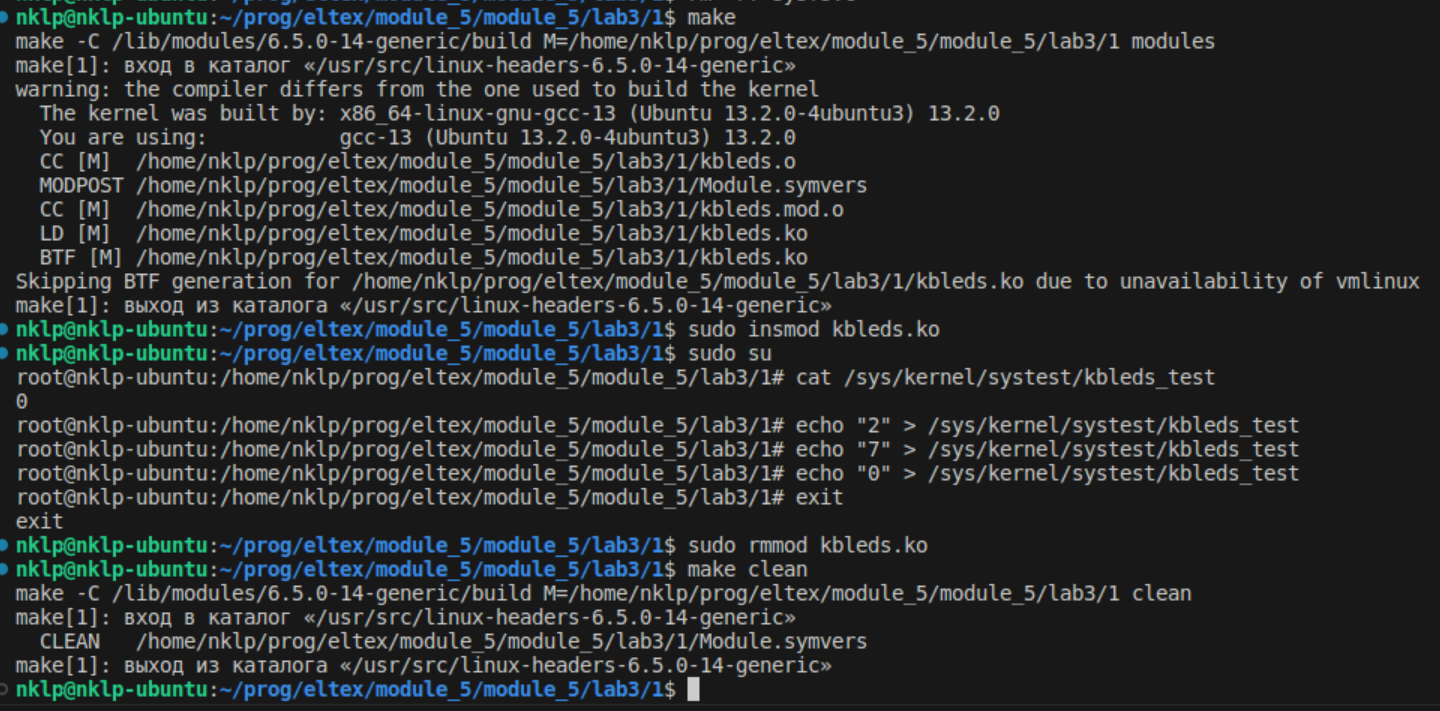 nklp@nklp-ubuntu:~/prog/eltex/module_5/module_5/lab3/1$ make
make -C /lib/modules/6.5.0-14-generic/build M=/home/nklp/prog/eltex/module_5/module_5/lab3/1 modules
make[1]: вход в каталог «/usr/src/linux-headers-6.5.0-14-generic»
warning: the compiler differs from the one used to build the kernel
  The kernel was built by: x86_64-linux-gnu-gcc-13 (Ubuntu 13.2.0-4ubuntu3) 13.2.0
  You are using:           gcc-13 (Ubuntu 13.2.0-4ubuntu3) 13.2.0
  CC [M]  /home/nklp/prog/eltex/module_5/module_5/lab3/1/kbleds.o
  MODPOST /home/nklp/prog/eltex/module_5/module_5/lab3/1/Module.symvers
  CC [M]  /home/nklp/prog/eltex/module_5/module_5/lab3/1/kbleds.mod.o
  LD [M]  /home/nklp/prog/eltex/module_5/module_5/lab3/1/kbleds.ko
  BTF [M] /home/nklp/prog/eltex/module_5/module_5/lab3/1/kbleds.ko
Skipping BTF generation for /home/nklp/prog/eltex/module_5/module_5/lab3/1/kbleds.ko due to unavailability of vmlinux
make[1]: выход из каталога «/usr/src/linux-headers-6.5.0-14-generic»
nklp@nklp-ubuntu:~/prog/eltex/module_5/module_5/lab3/1$ sudo insmod kbleds.ko
nklp@nklp-ubuntu:~/prog/eltex/module_5/module_5/lab3/1$ sudo su
root@nklp-ubuntu:/home/nklp/prog/eltex/module_5/module_5/lab3/1# cat /sys/kernel/systest/kbleds_test
0
root@nklp-ubuntu:/home/nklp/prog/eltex/module_5/module_5/lab3/1# echo "2" > /sys/kernel/systest/kbleds_test
root@nklp-ubuntu:/home/nklp/prog/eltex/module_5/module_5/lab3/1# echo "7" > /sys/kernel/systest/kbleds_test
root@nklp-ubuntu:/home/nklp/prog/eltex/module_5/module_5/lab3/1# echo "0" > /sys/kernel/systest/kbleds_test
root@nklp-ubuntu:/home/nklp/prog/eltex/module_5/module_5/lab3/1# exit
exit
nklp@nklp-ubuntu:~/prog/eltex/module_5/module_5/lab3/1$ sudo rmmod kbleds.ko
nklp@nklp-ubuntu:~/prog/eltex/module_5/module_5/lab3/1$ make clean
make -C /lib/modules/6.5.0-14-generic/build M=/home/nklp/prog/eltex/module_5/module_5/lab3/1 clean
make[1]: вход в каталог «/usr/src/linux-headers-6.5.0-14-generic»
  CLEAN   /home/nklp/prog/eltex/module_5/module_5/lab3/1/Module.symvers
make[1]: выход из каталога «/usr/src/linux-headers-6.5.0-14-generic»
nklp@nklp-ubuntu:~/prog/eltex/module_5/module_5/lab3/1$